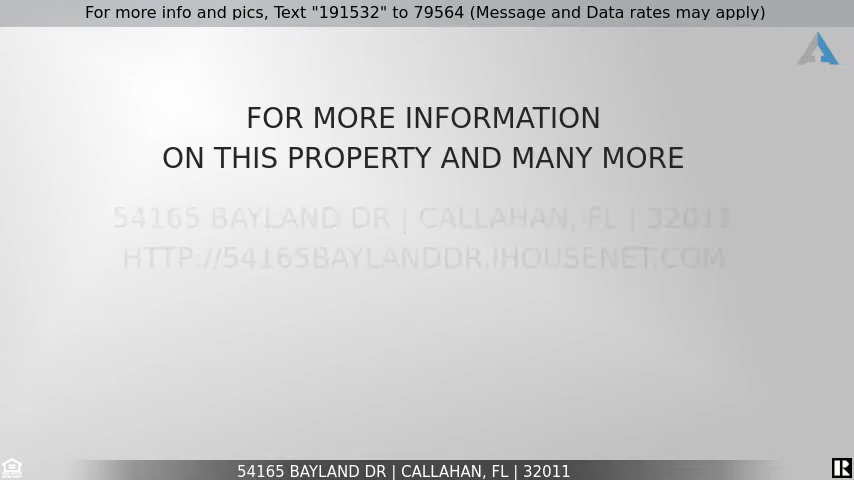 For more info and pics, Text "191532" to 79564 (Message and Data rates may apply)
FOR MORE INFORMATION
ON THIS PROPERTY AND MANY MORE
54165 BAYLAND DR | CALLAHAN, FL | 32011
HTTP://54165BAYLANDDR.IHOUSENET.COM
54165 BAYLAND DR | CALLAHAN, FL | 32011